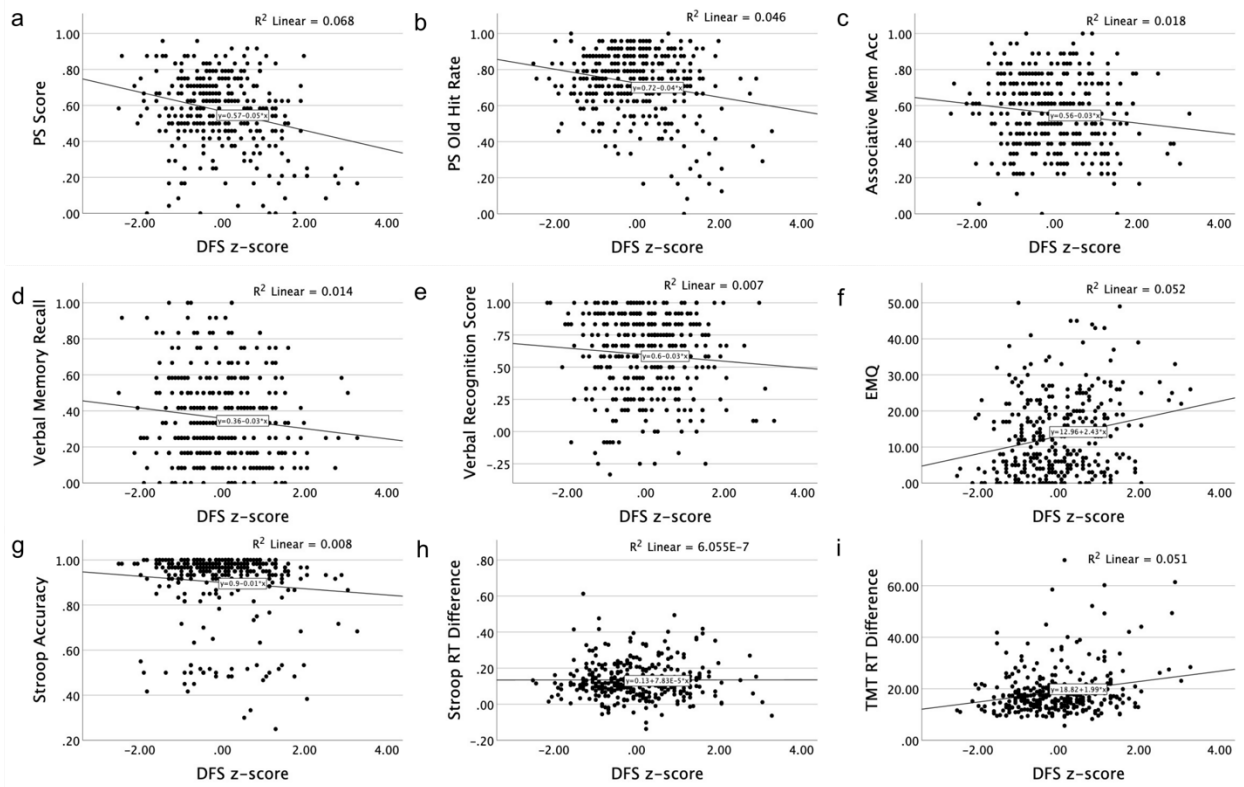 a
R² Linear = 0.068
PS Score
1.00
.80
.60
.40
.20
.00
y=0.57-0.05*x
-2.00 .00 2.00 4.00
DFS z-score
b
R² Linear = 0.046
PS Old Hit Rate
1.00
.80
.60
.40
.20
.00
y=0.72-0.04*x
-2.00 .00 2.00 4.00
DFS z-score
c
R² Linear = 0.018
Associative Mem Acc
1.00
.80
.60
.40
.20
.00
y=0.56-0.03*x
-2.00 .00 2.00 4.00
DFS z-score
d
R² Linear = 0.014
Verbal Memory Recall
1.00
.80
.60
.40
.20
.00
y=0.36-0.03*x
-2.00 .00 2.00 4.00
DFS z-score
e
R² Linear = 0.007
Verbal Recognition Score
1.00
.75
.50
.25
.00
-.25
y=0.6-0.03*x
-2.00 .00 2.00 4.00
DFS z-score
f
R² Linear = 0.052
EMQ
50.00
40.00
30.00
20.00
10.00
.00
y=12.96+2.43*x
-2.00 .00 2.00 4.00
DFS z-score
g
R² Linear = 0.008
Stroop Accuracy
1.00
.80
.60
.40
.20
y=0.9-0.01*x
-2.00 .00 2.00 4.00
DFS z-score
h
R² Linear = 6.055E-7
Stroop RT Difference
.80
.60
.40
.20
.00
-.20
y=0.13+7.83E-5*x
-2.00 .00 2.00 4.00
DFS z-score
i
R² Linear = 0.051
TMT RT Difference
60.00
40.00
20.00
.00
y=18.82+1.99*x
-2.00 .00 2.00 4.00
DFS z-score